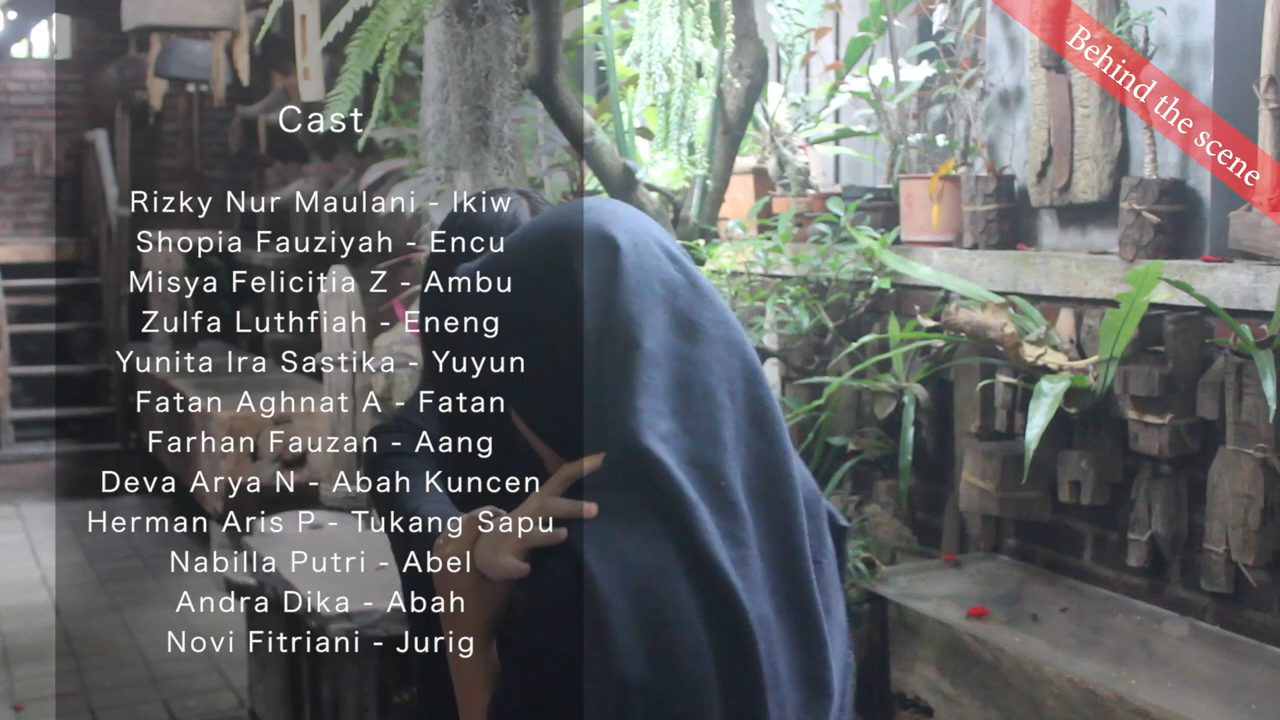 Cast
Rizky Nur Maulani - Ikiw
Shopia Fauziyah - Encu
Misya Felicitia Z - Ambu
Zulfa Luthfiah - Eneng
Yunita Ira Sastika - Yuyun
Fatan Aghnat A - Fatan
Farhan Fauzan - Aang
Deva Arya N - Abah Kuncen
Herman Aris P - Tukang Sapu
Nabilla Putri - Abel
Andra Dika - Abah
Novi Fitriani - Jurig
Behind the scene